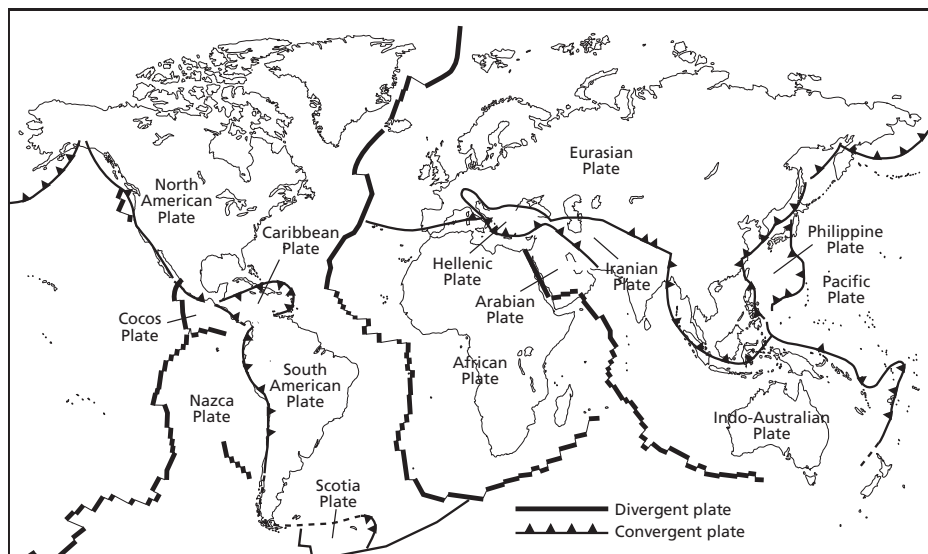 Eurasian
Plate
North
American
Plate
Caribbean
Plate
Philippine
Plate
Hellenic
Plate
Iranian
Plate
Arabian
Plate
Pacific
Plate
Cocos
Plate
African
Plate
South
American
Plate
Nazca
Plate
Indo-Australian
Plate
Scotia
Plate
Divergent plate
Convergent plate